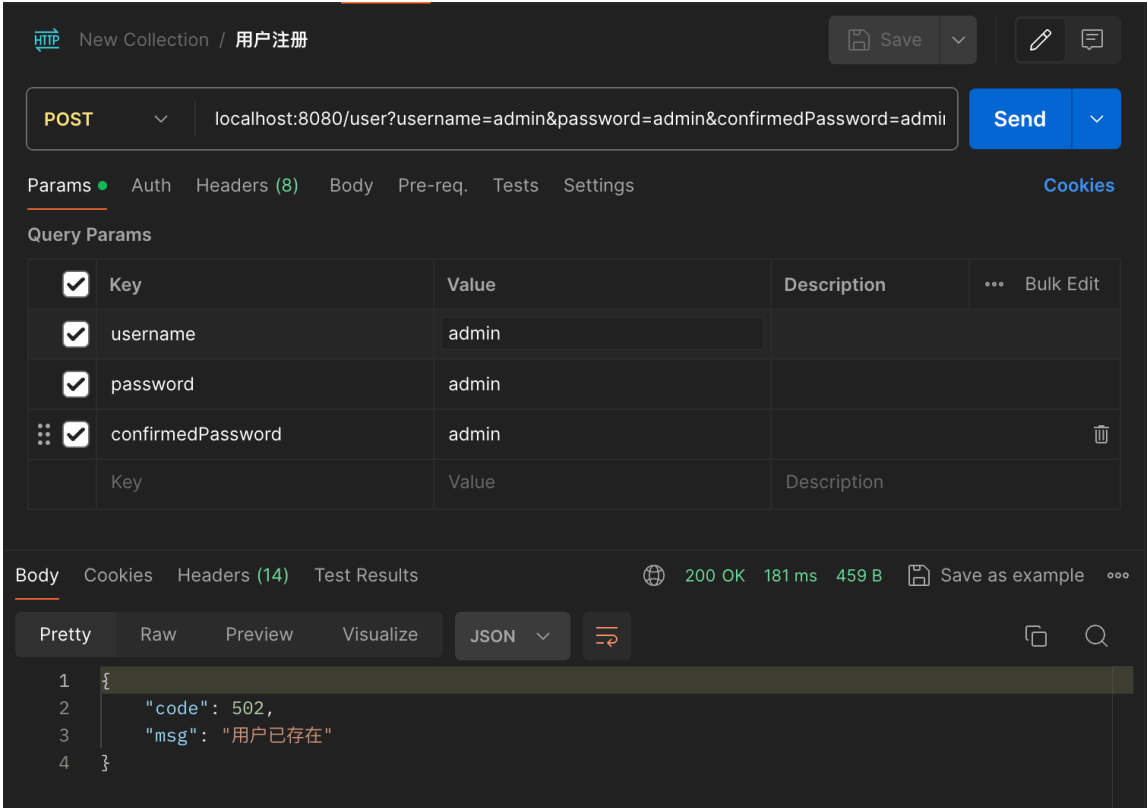 HTTP New Collection / 用户注册 Save
POST localhost:8080/user?username=admin&password=admin&confirmedPassword=admin Send
Params Auth Headers (8) Body Pre-req. Tests Settings Cookies
Query Params
Key Value Description Bulk Edit
username admin
password admin
confirmedPassword admin
Key Value Description
Body Cookies Headers (14) Test Results 200 OK 181 ms 459 B Save as example
Pretty Raw Preview Visualize JSON
1 {
2 "code": 502,
3 "msg": "用户已存在"
4 }